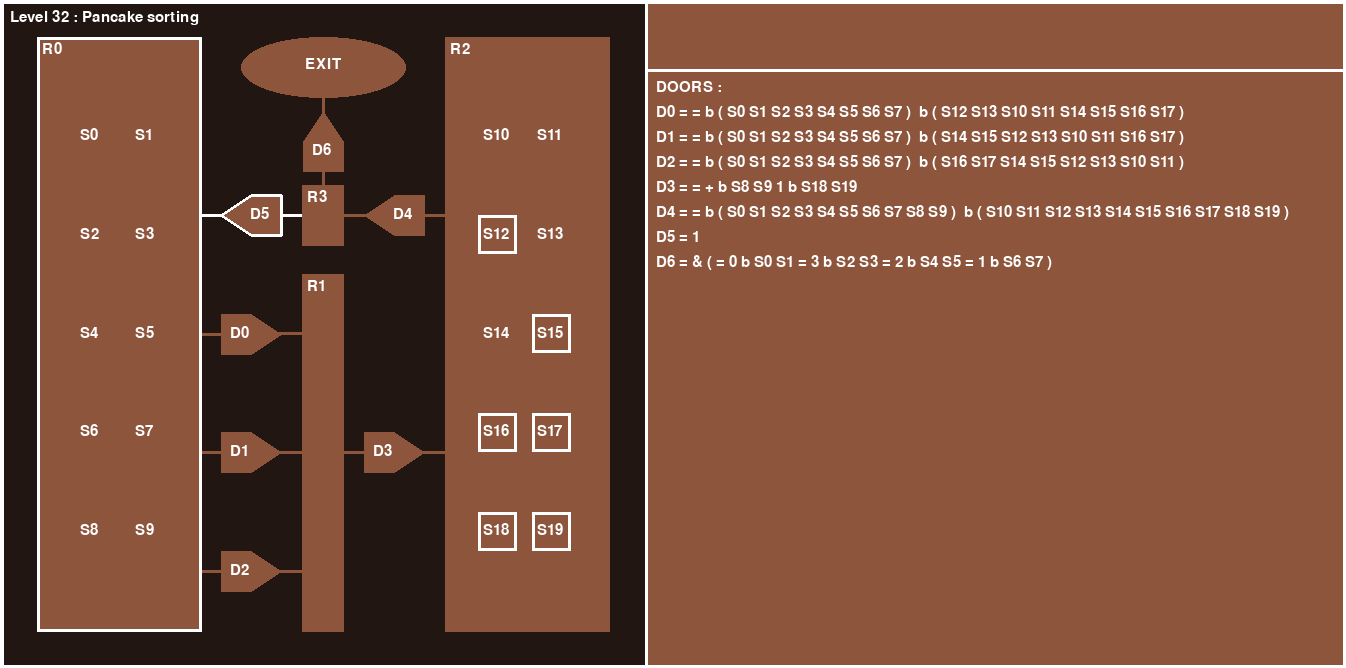 Level 32 : Pancake sorting
R0
EXIT
R2
S0 S1
S10 S11
D6
R3
D5
D4
S2 S3
S12 S13
R1
S4 S5
D0
S14 S15
S6 S7
D1
D3
S16 S17
S8 S9
S18 S19
D2
DOORS :
D0 = = b ( S0 S1 S2 S3 S4 S5 S6 S7 ) b ( S12 S13 S10 S11 S14 S15 S16 S17 )
D1 = = b ( S0 S1 S2 S3 S4 S5 S6 S7 ) b ( S14 S15 S12 S13 S10 S11 S16 S17 )
D2 = = b ( S0 S1 S2 S3 S4 S5 S6 S7 ) b ( S16 S17 S14 S15 S12 S13 S10 S11 )
D3 = = + b S8 S9 1 b S18 S19
D4 = = b ( S0 S1 S2 S3 S4 S5 S6 S7 S8 S9 ) b ( S10 S11 S12 S13 S14 S15 S16 S17 S18 S19 )
D5 = 1
D6 = & ( = 0 b S0 S1 = 3 b S2 S3 = 2 b S4 S5 = 1 b S6 S7 )